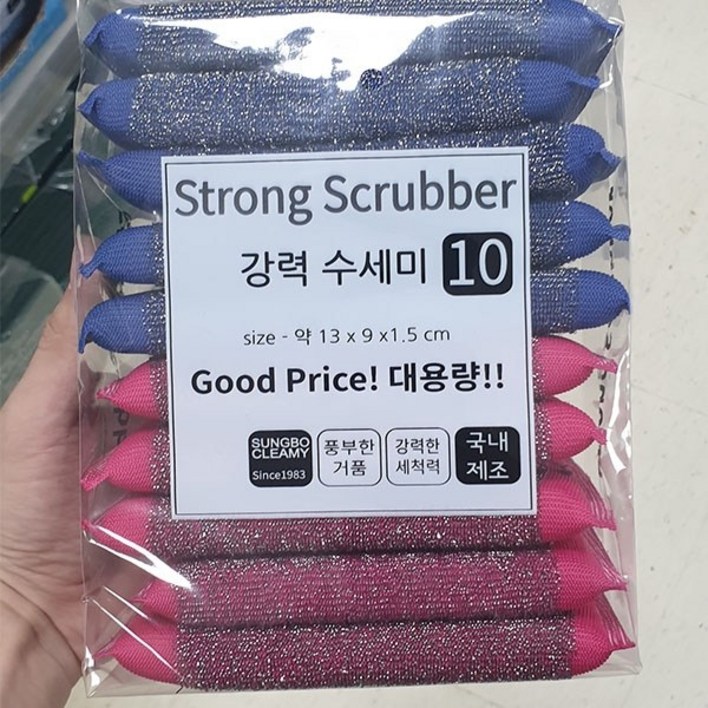 Strong Scrubber
강력 수세미 10
size - 약 13 x 9 x1.5 cm
Good Price! 대용량!!
SUNGBO
CLEAMY
Since1983
풍부한
거품
강력한
세척력
국내
제조